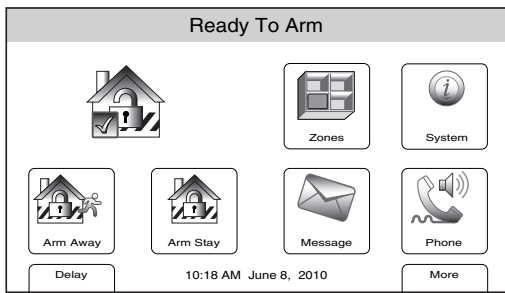 Ready To Arm
Zones
System
Arm Away
Arm Stay
Message
Phone
Delay
10:18 AM June 8, 2010
More